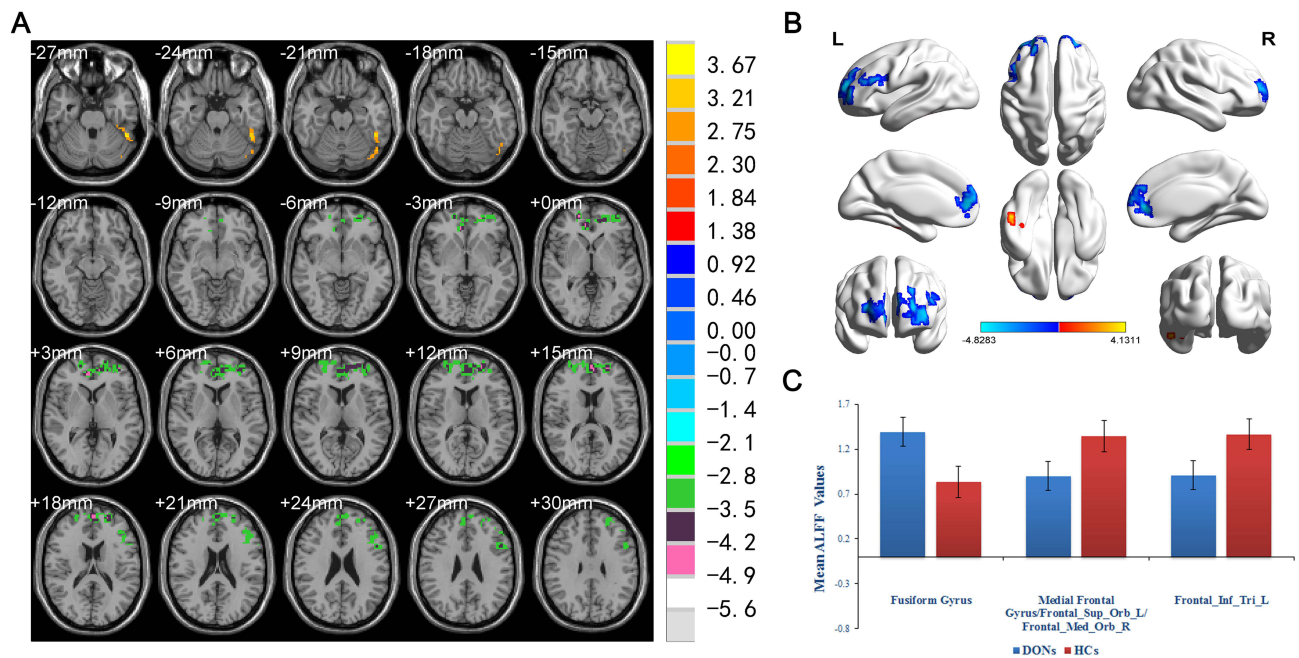 A
-27mm -24mm -21mm -18mm -15mm
-12mm -9mm -6mm -3mm +0mm
+3mm +6mm +9mm +12mm +15mm
+18mm +21mm +24mm +27mm +30mm
3.67
3.21
2.75
2.30
1.84
1.38
0.92
0.46
0.00
-0.0
-0.7
-1.4
-2.1
-2.8
-3.5
-4.2
-4.9
-5.6
B
L
R
-4.8283 4.1311
C
Mean ALFF Values
1.7
1.2
0.7
0.2
-0.3
-0.8
Fusiform Gyrus
Medial Frontal
Gyrus/Frontal_Sup_Orb_L/
Frontal_Med_Orb_R
Frontal_Inf_Tri_L
DONs HCs